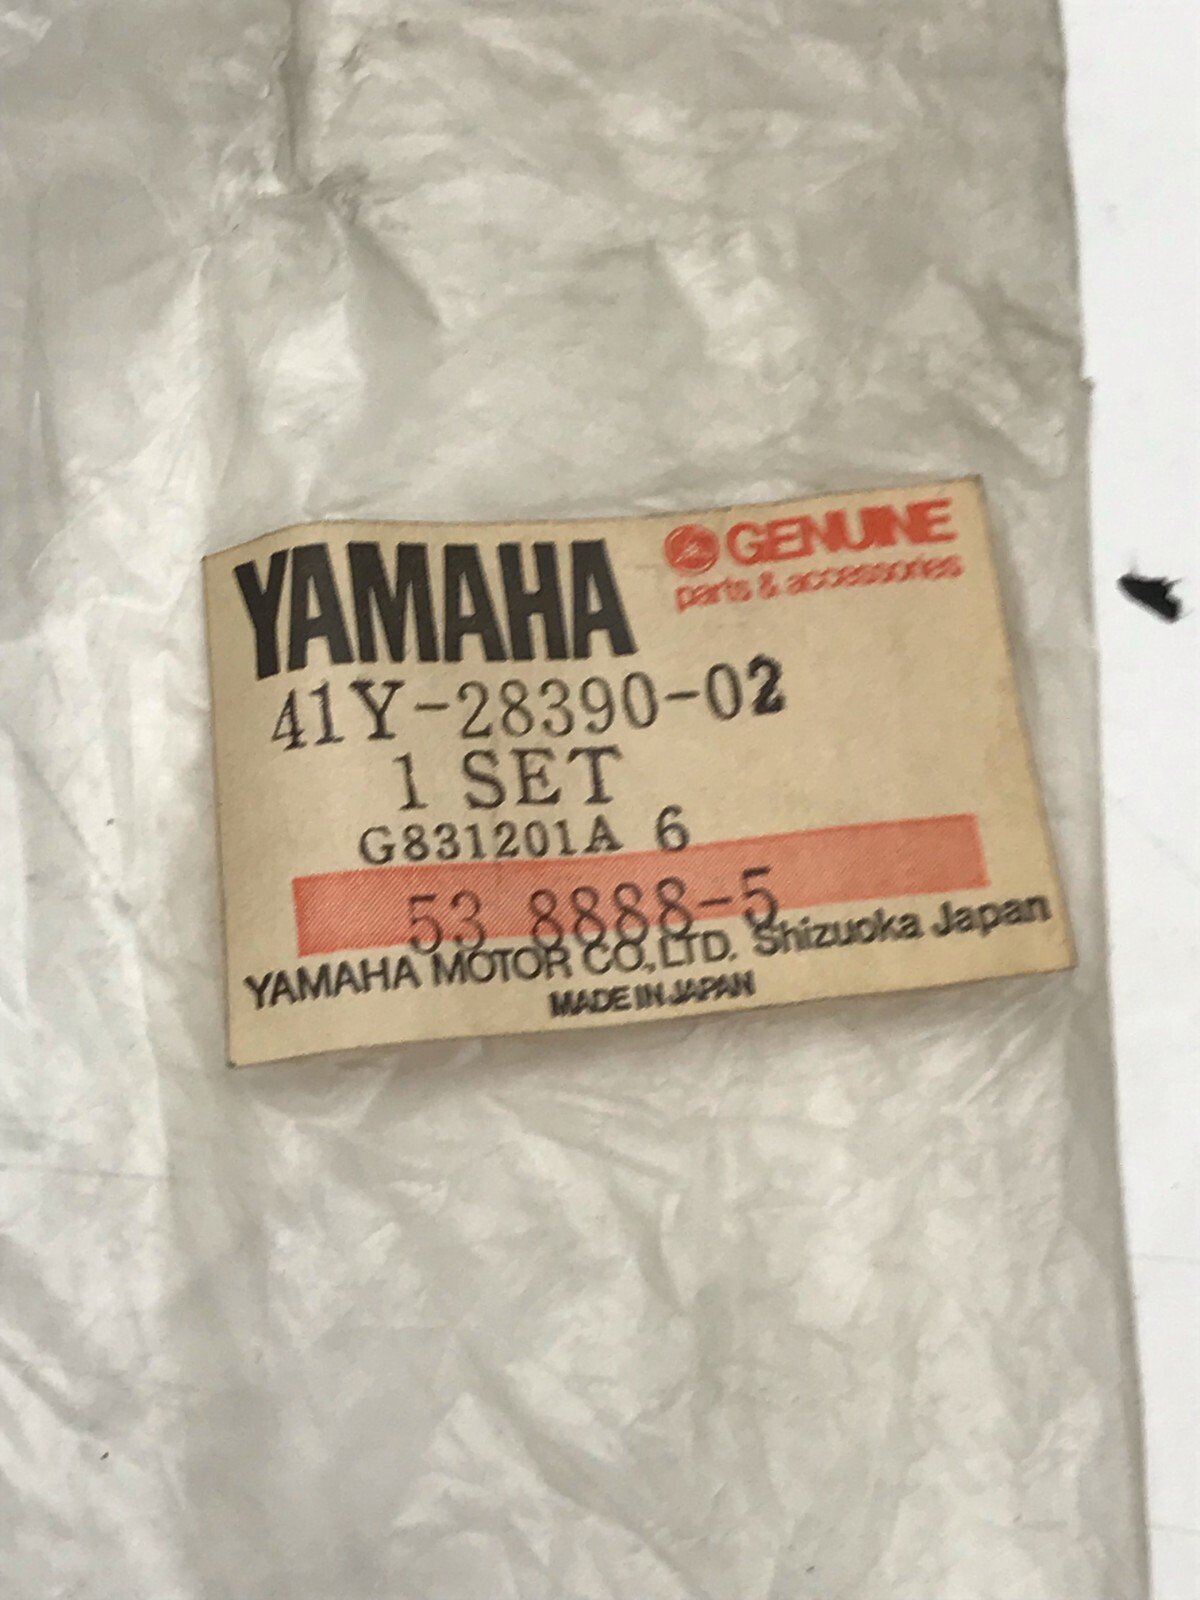 YAMAHA GENUINE
parts & accessories
41Y-28390-02
1 SET
G831201A 6
53 8888-5
YAMAHA MOTOR CO.,LTD. Shizuoka Japan
MADE IN JAPAN